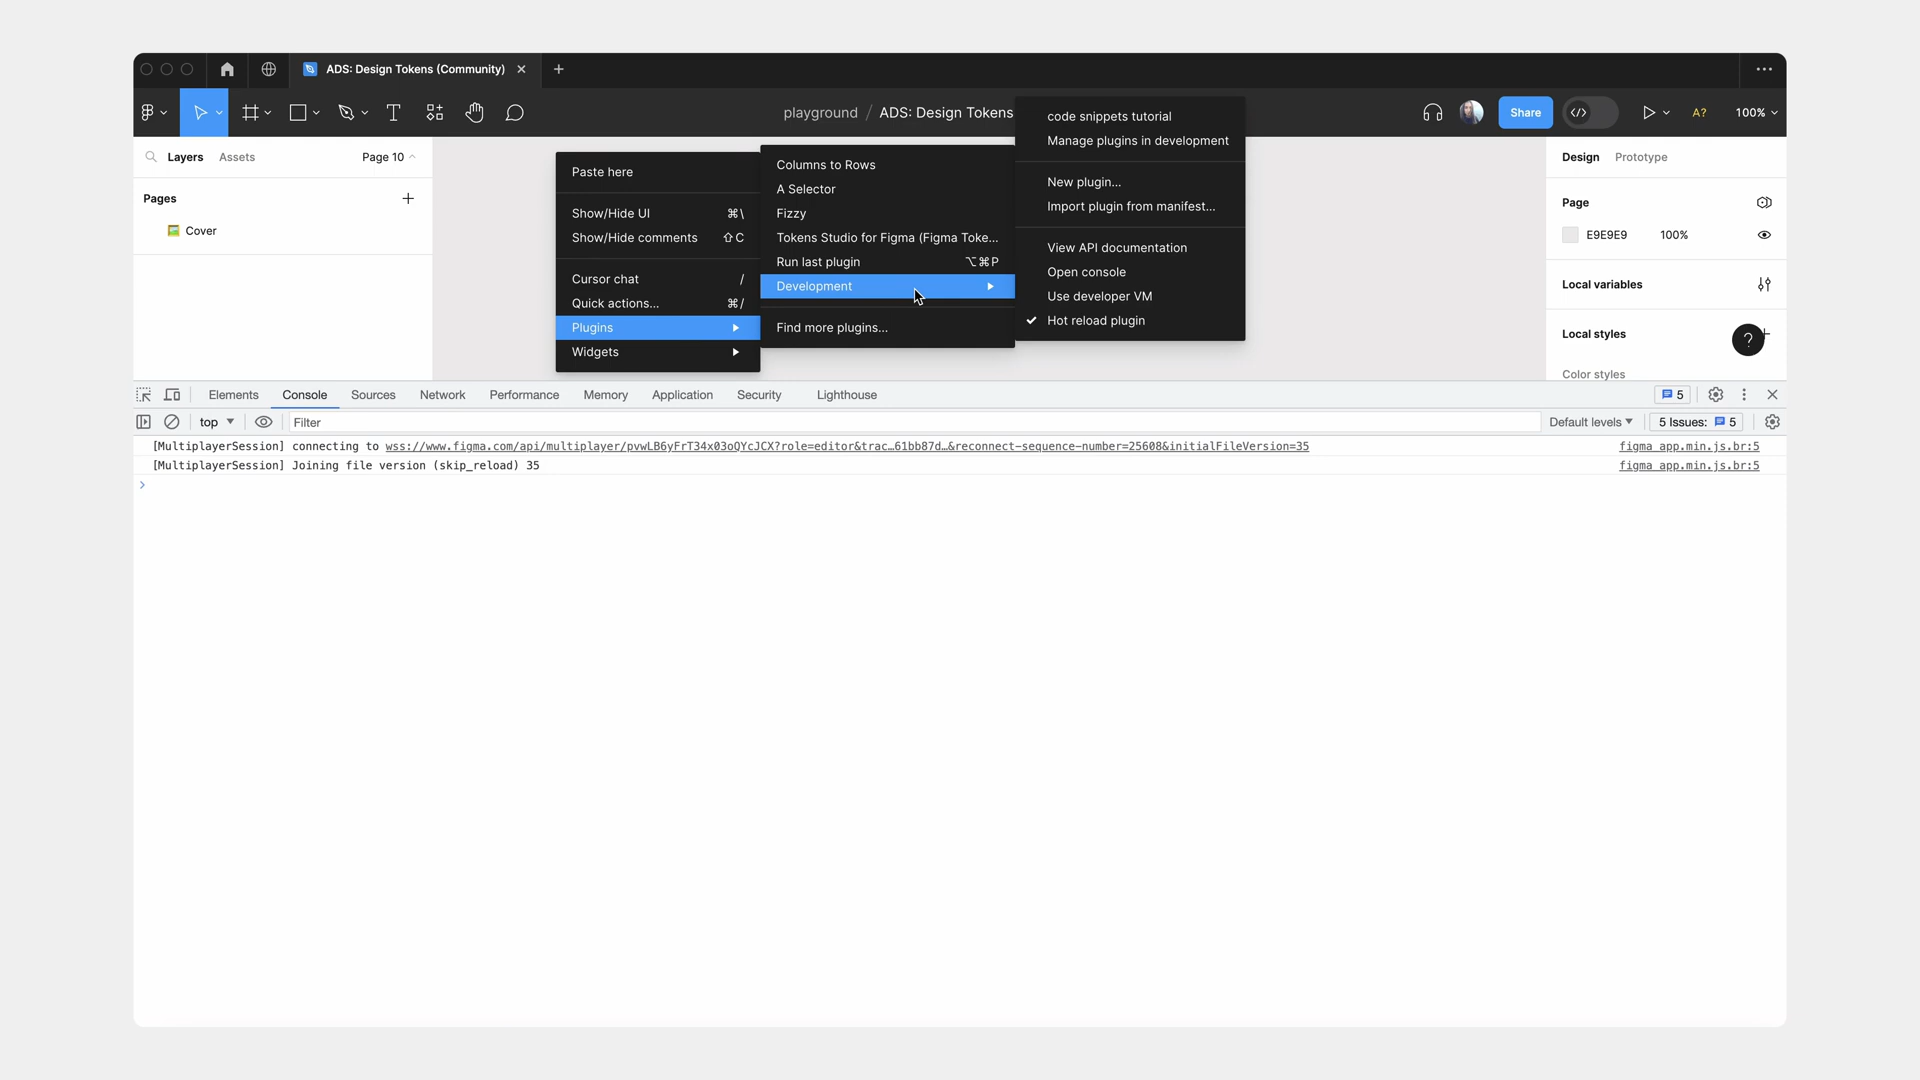 ADS: Design Tokens (Community)
playground / ADS: Design Tokens
Share
A?
100%
Layers
Assets
Page 10
Pages
Cover
Paste here
Show/Hide UI ⌘\
Show/Hide comments ⇧C
Cursor chat /
Quick actions... ⌘/
Plugins
Widgets
Columns to Rows
A Selector
Fizzy
Tokens Studio for Figma (Figma Toke...
Run last plugin ⌥⌘P
Development
Find more plugins...
code snippets tutorial
Manage plugins in development
New plugin...
Import plugin from manifest...
View API documentation
Open console
Use developer VM
Hot reload plugin
Design
Prototype
Page
E9E9E9 100%
Local variables
Local styles
?
Color styles
Elements
Console
Sources
Network
Performance
Memory
Application
Security
Lighthouse
5
top
Filter
Default levels
5 Issues: 5
[MultiplayerSession] connecting to wss://www.figma.com/api/multiplayer/pvwLB6yFrT34x03oQYcJCX?role=editor&trac…61bb87d…&reconnect-sequence-number=25608&initialFileVersion=35 figma_app.min.js.br:5
[MultiplayerSession] Joining file version (skip_reload) 35 figma_app.min.js.br:5